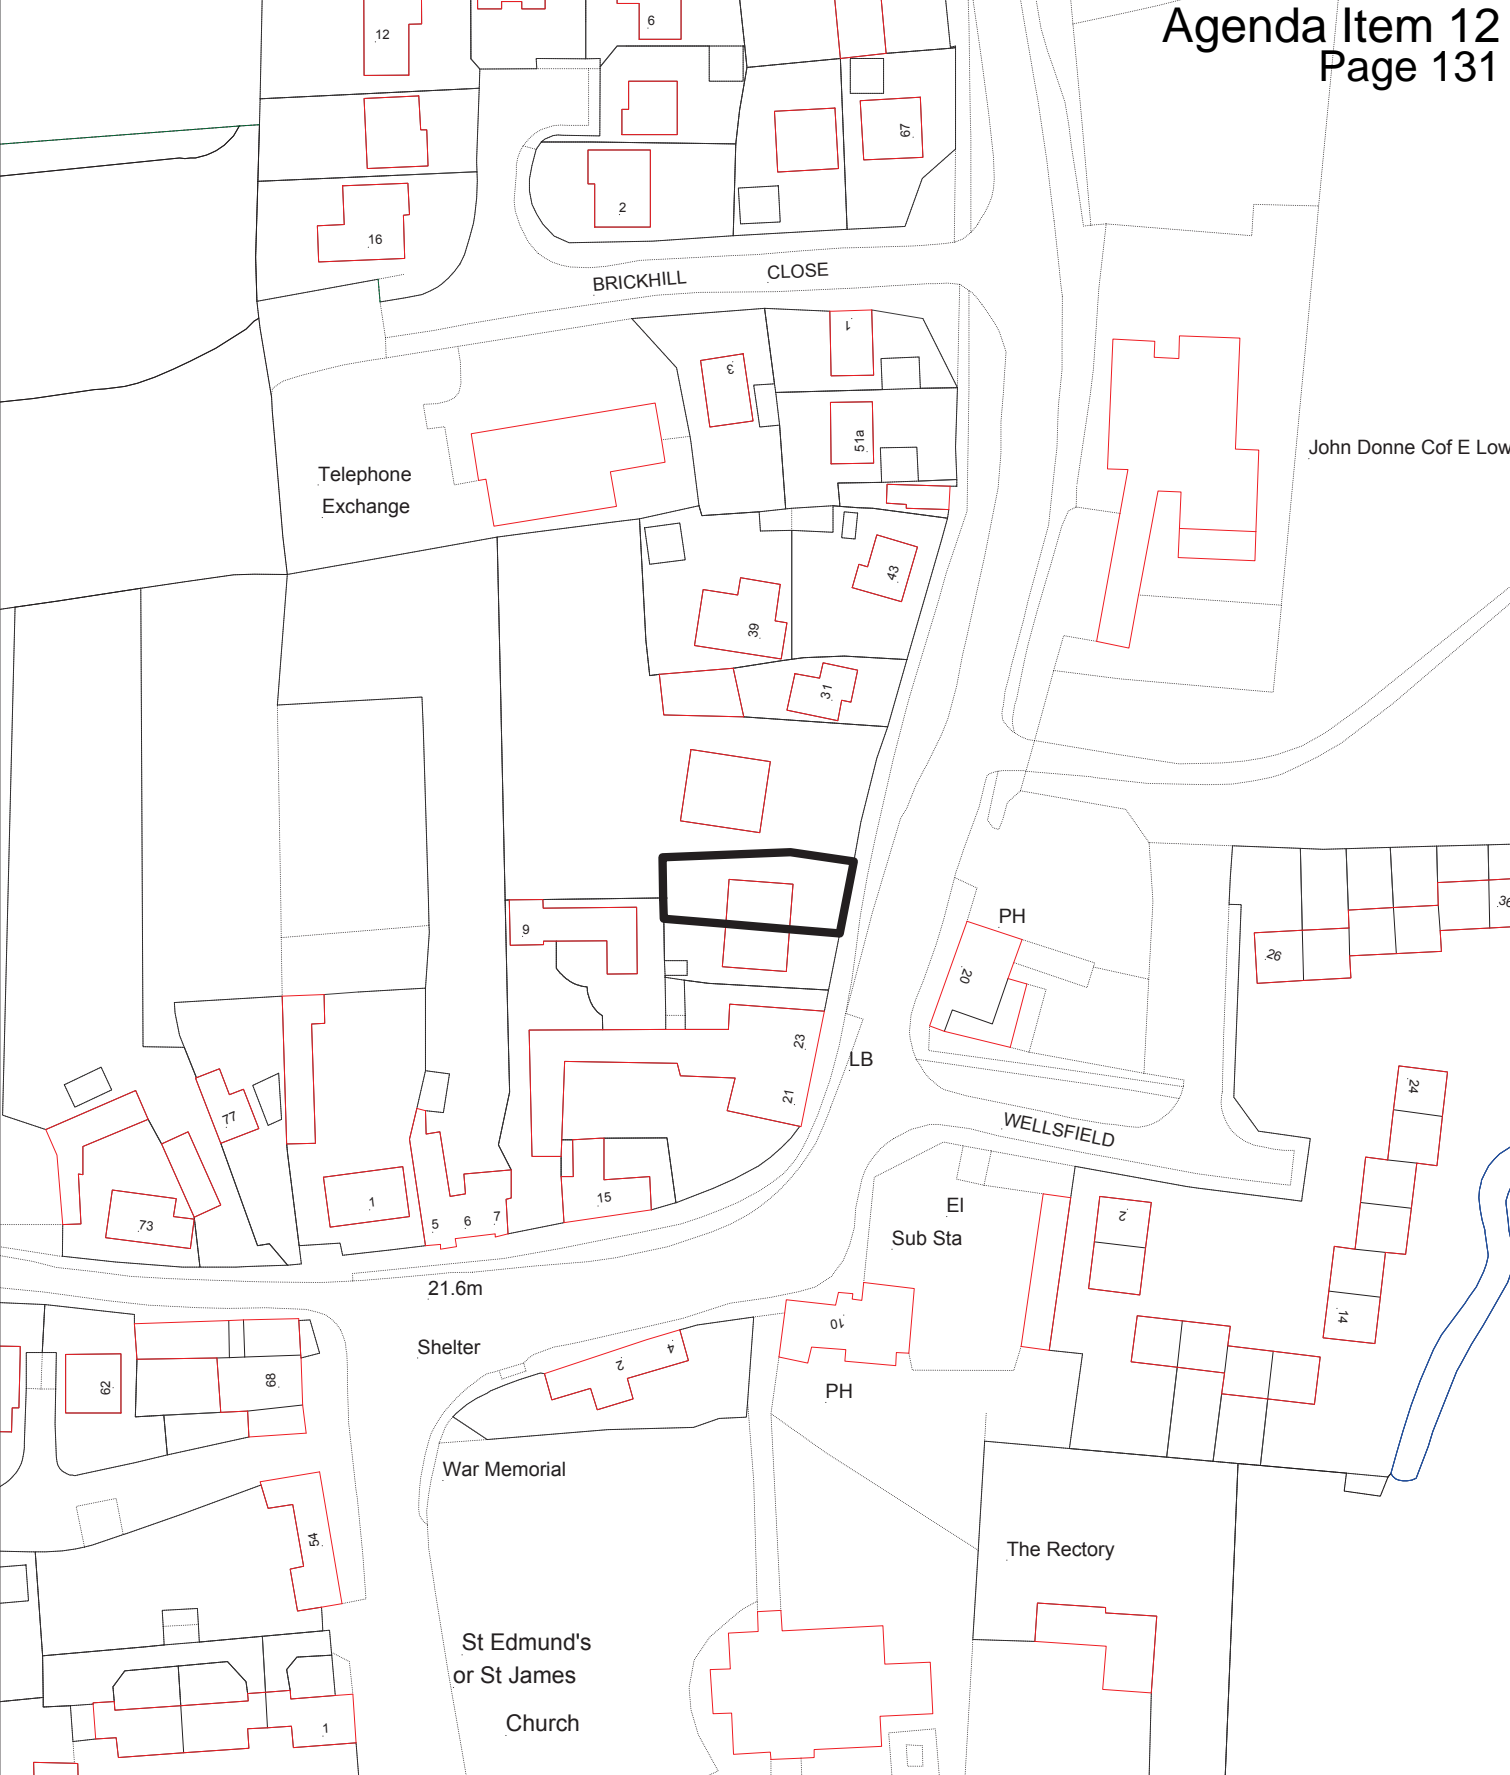 Agenda Item 12
Page 131
12
6
67
2
16
BRICKHILL CLOSE
1
3
51a
Telephone
Exchange
John Donne Cof E Low
43
39
31
PH
9
20
26
36
23
LB
21
WELLSFIELD
24
77
15
1
5 6 7
73
2
El
Sub Sta
21.6m
10
14
Shelter
4
2
62
68
PH
War Memorial
54
The Rectory
St Edmund's
or St James
Church
1